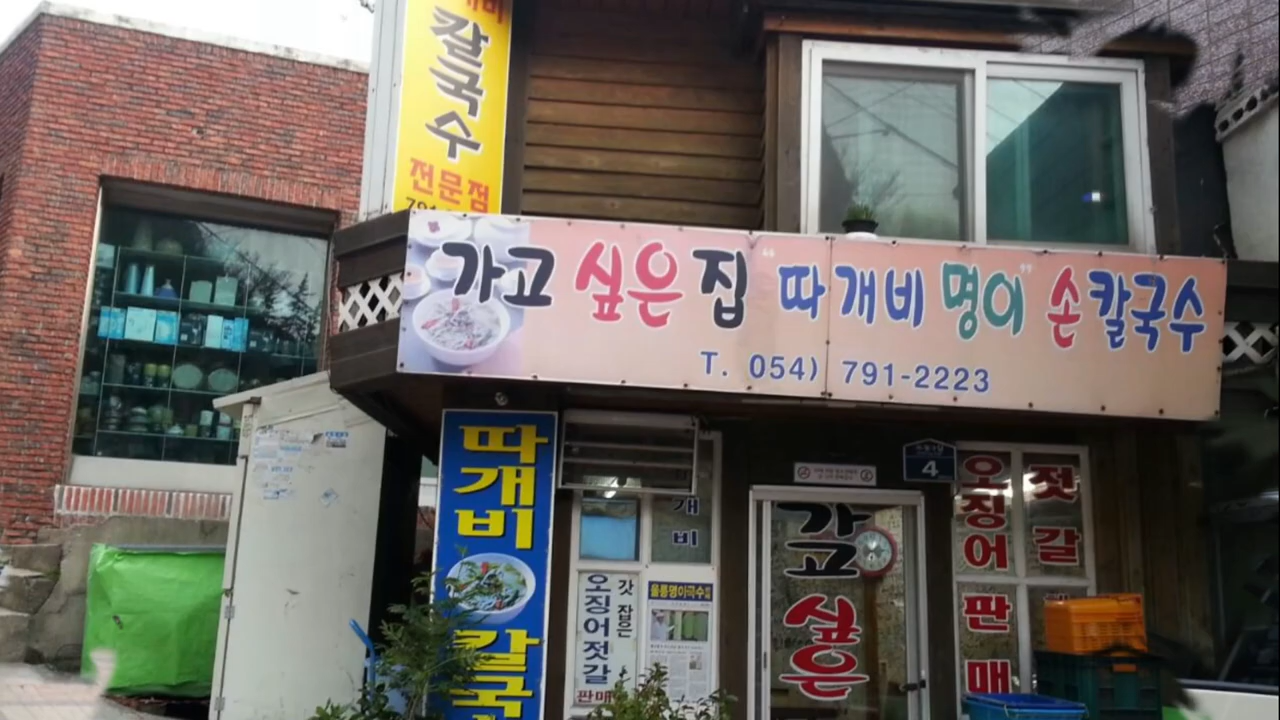 칼국수
전문점
가고 싶은 집 "따개비 명이" 손칼국수
T. 054) 791-2223
따개비
칼국
개비
오징어젓갈
갓 잡은
판매
울릉명이국수
4
가고
싶은
오징어
젓갈
판매